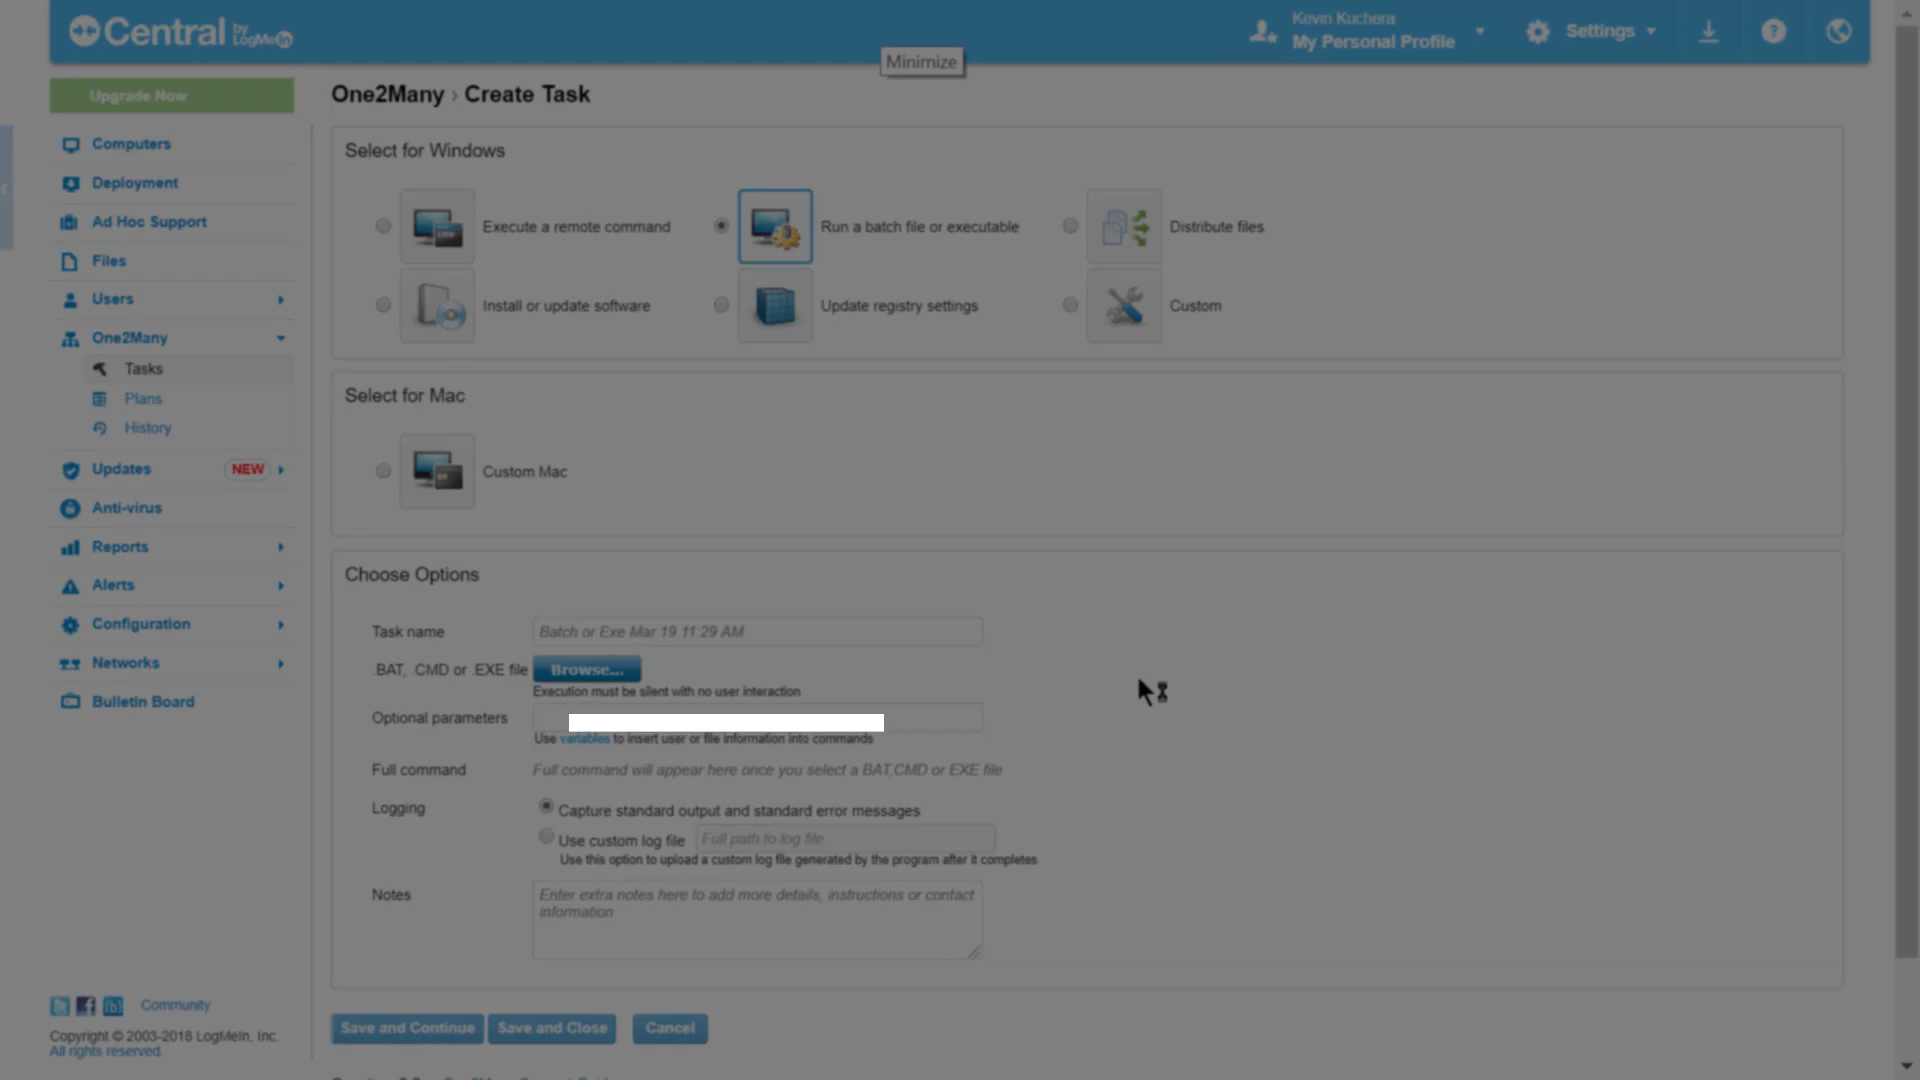 Central by LogMeIn
Kevin Kuchera
My Personal Profile
Settings
Minimize
Upgrade Now
One2Many › Create Task
Computers
Deployment
Ad Hoc Support
Files
Users
One2Many
Tasks
Plans
History
Updates NEW
Anti-virus
Reports
Alerts
Configuration
Networks
Bulletin Board
Select for Windows
Execute a remote command
Run a batch file or executable
Distribute files
Install or update software
Update registry settings
Custom
Select for Mac
Custom Mac
Choose Options
Task name Batch or Exe Mar 19 11:29 AM
.BAT, .CMD or .EXE file Browse...
Execution must be silent with no user interaction
Optional parameters
Use variables to insert user or file information into commands
Full command Full command will appear here once you select a BAT,CMD or EXE file
Logging Capture standard output and standard error messages
Use custom log file Full path to log file
Use this option to upload a custom log file generated by the program after it completes
Notes Enter extra notes here to add more details, instructions or contact
information
Community
Copyright © 2003-2018 LogMeIn, Inc.
All rights reserved.
Save and Continue Save and Close Cancel